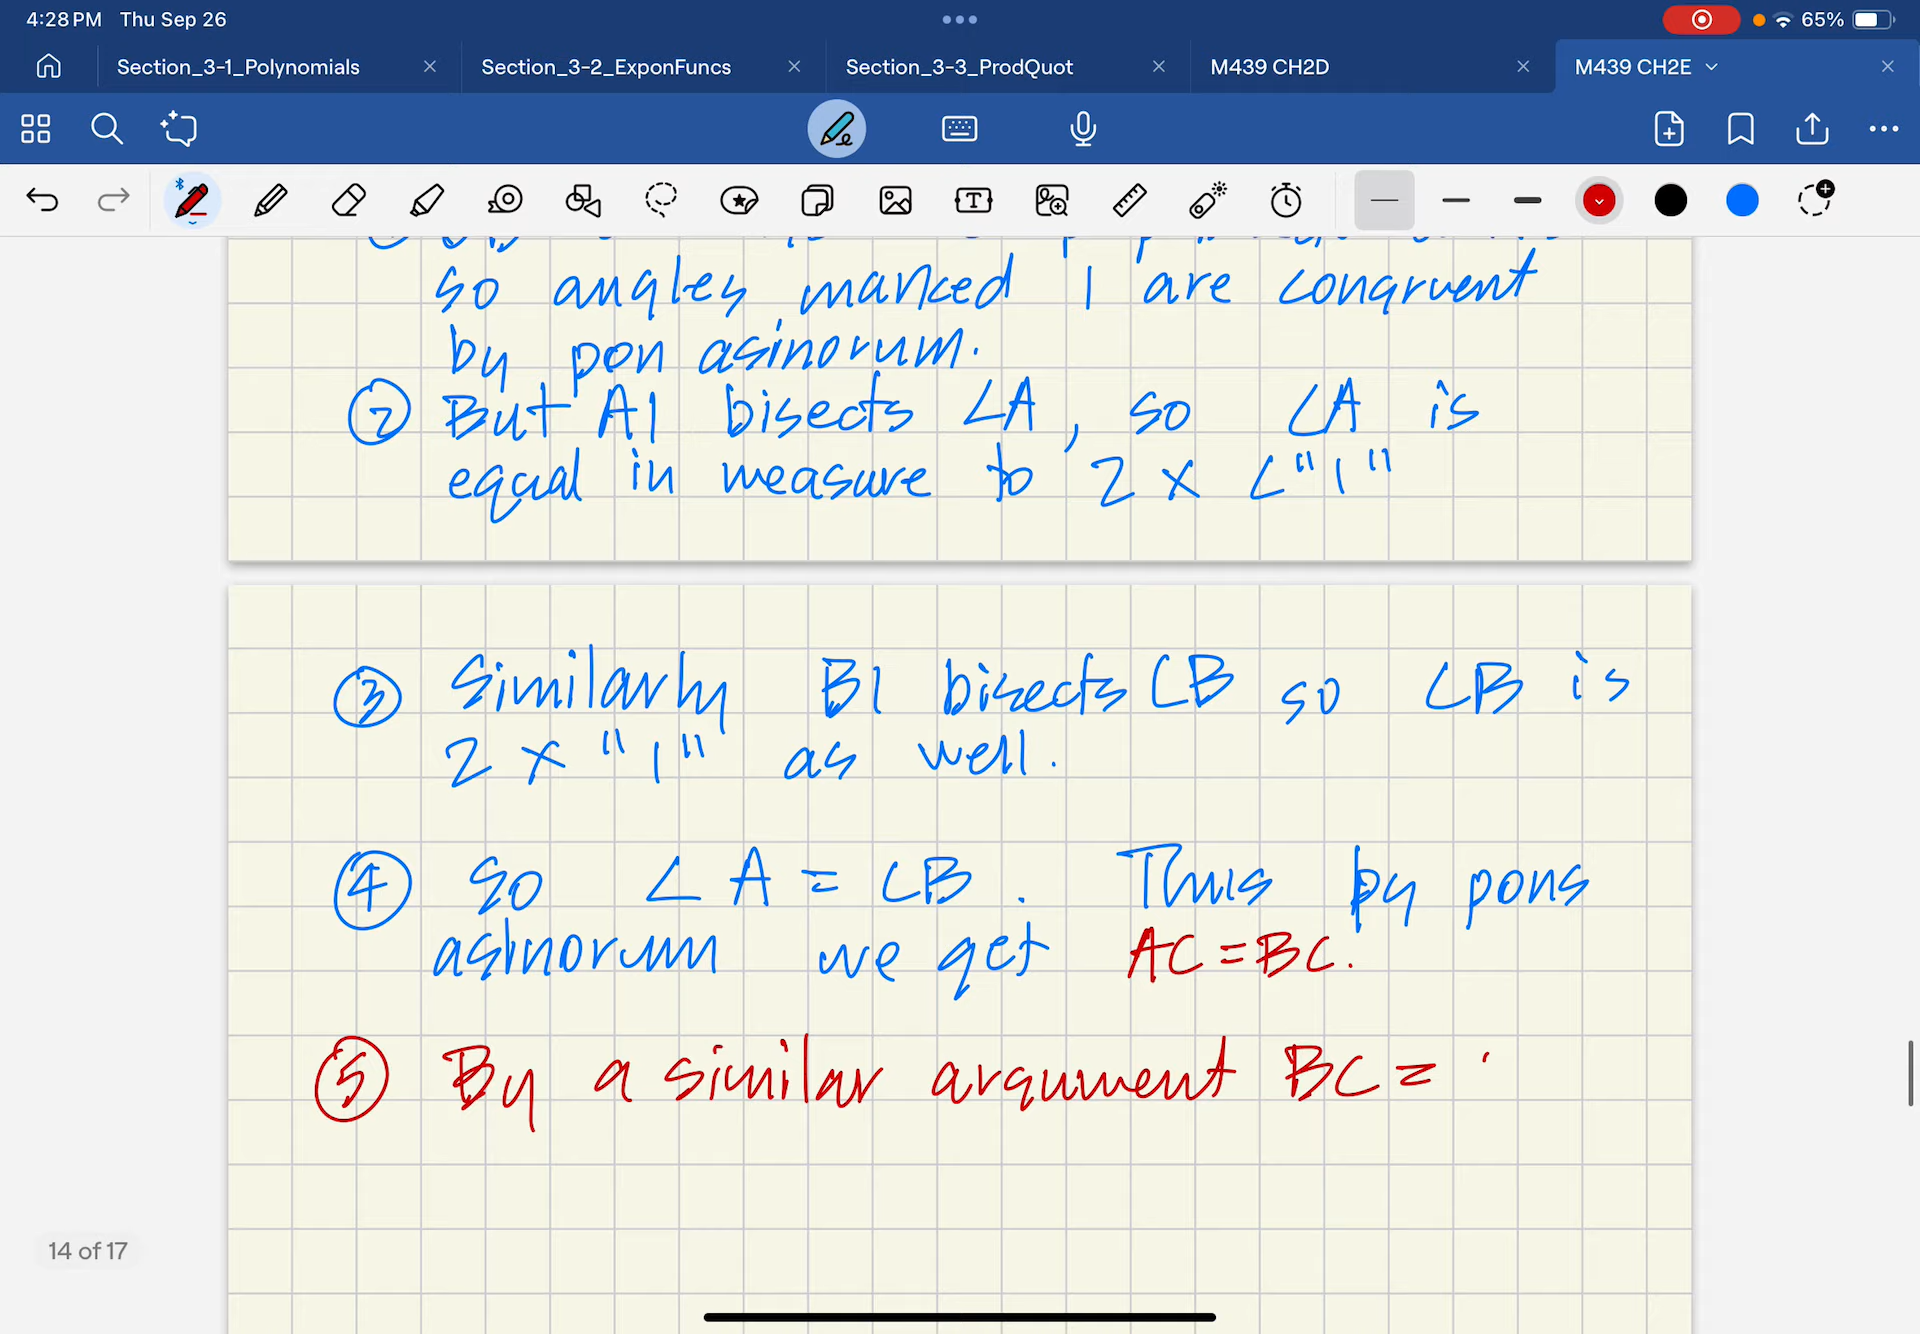 4:28 PM Thu Sep 26 65%
Section_3-1_Polynomials Section_3-2_ExponFuncs Section_3-3_ProdQuot M439 CH2D M439 CH2E
so angles marked 1 are congruent
by pon asinorum.
② But AI bisects ∠A, so ∠A is
equal in measure to 2 × ∠"1"
③ Similarly BI bisects ∠B so ∠B is
2 × "1" as well.
④ So ∠A = ∠B. Thus by pons
asinorum we get AC = BC.
⑤ By a similar argument BC =
14 of 17